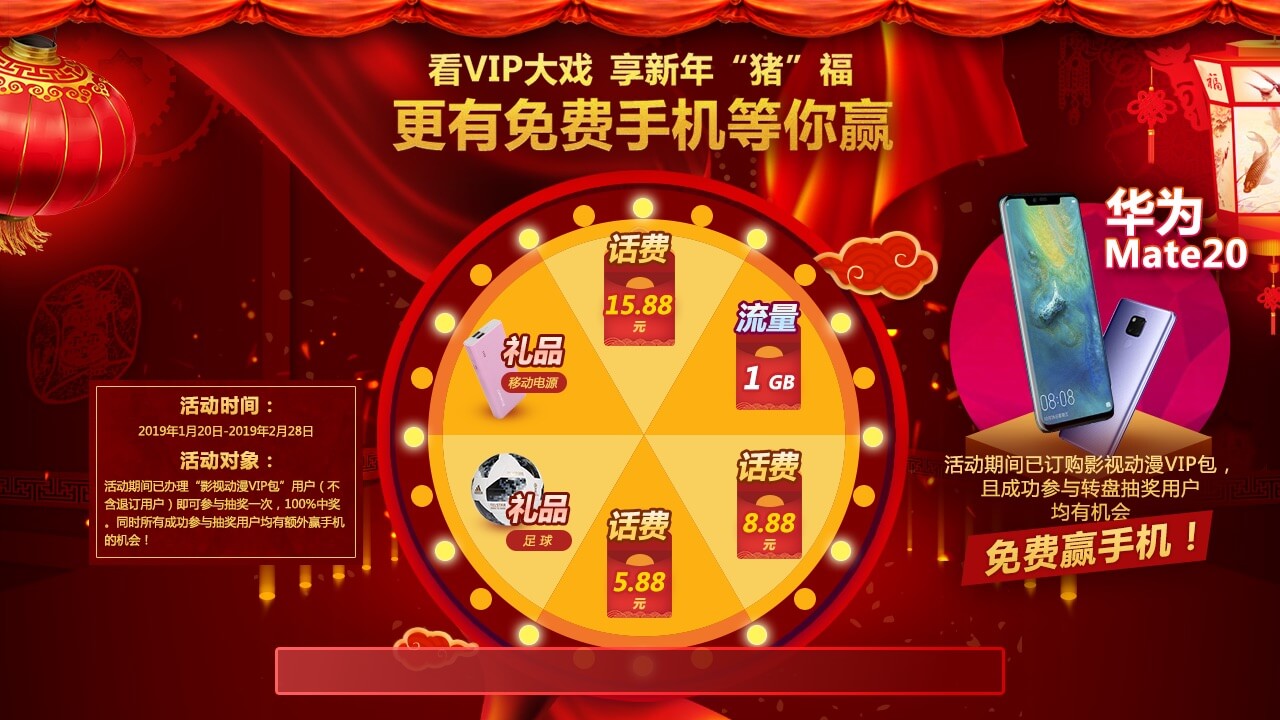 看VIP大戏 享新年“猪”福
更有免费手机等你赢
福
话费
15.88
元
流量
1 GB
礼品
移动电源
话费
8.88
元
礼品
足球
话费
5.88
元
活动时间：
2019年1月20日-2019年2月28日
活动对象：
活动期间已办理“影视动漫VIP包”用户（不
含退订用户）即可参与抽奖一次，100%中奖
。同时所有成功参与抽奖用户均有额外赢手机
的机会！
华为
Mate20
08:08
活动期间已订购影视动漫VIP包，
且成功参与转盘抽奖用户
均有机会
免费赢手机！